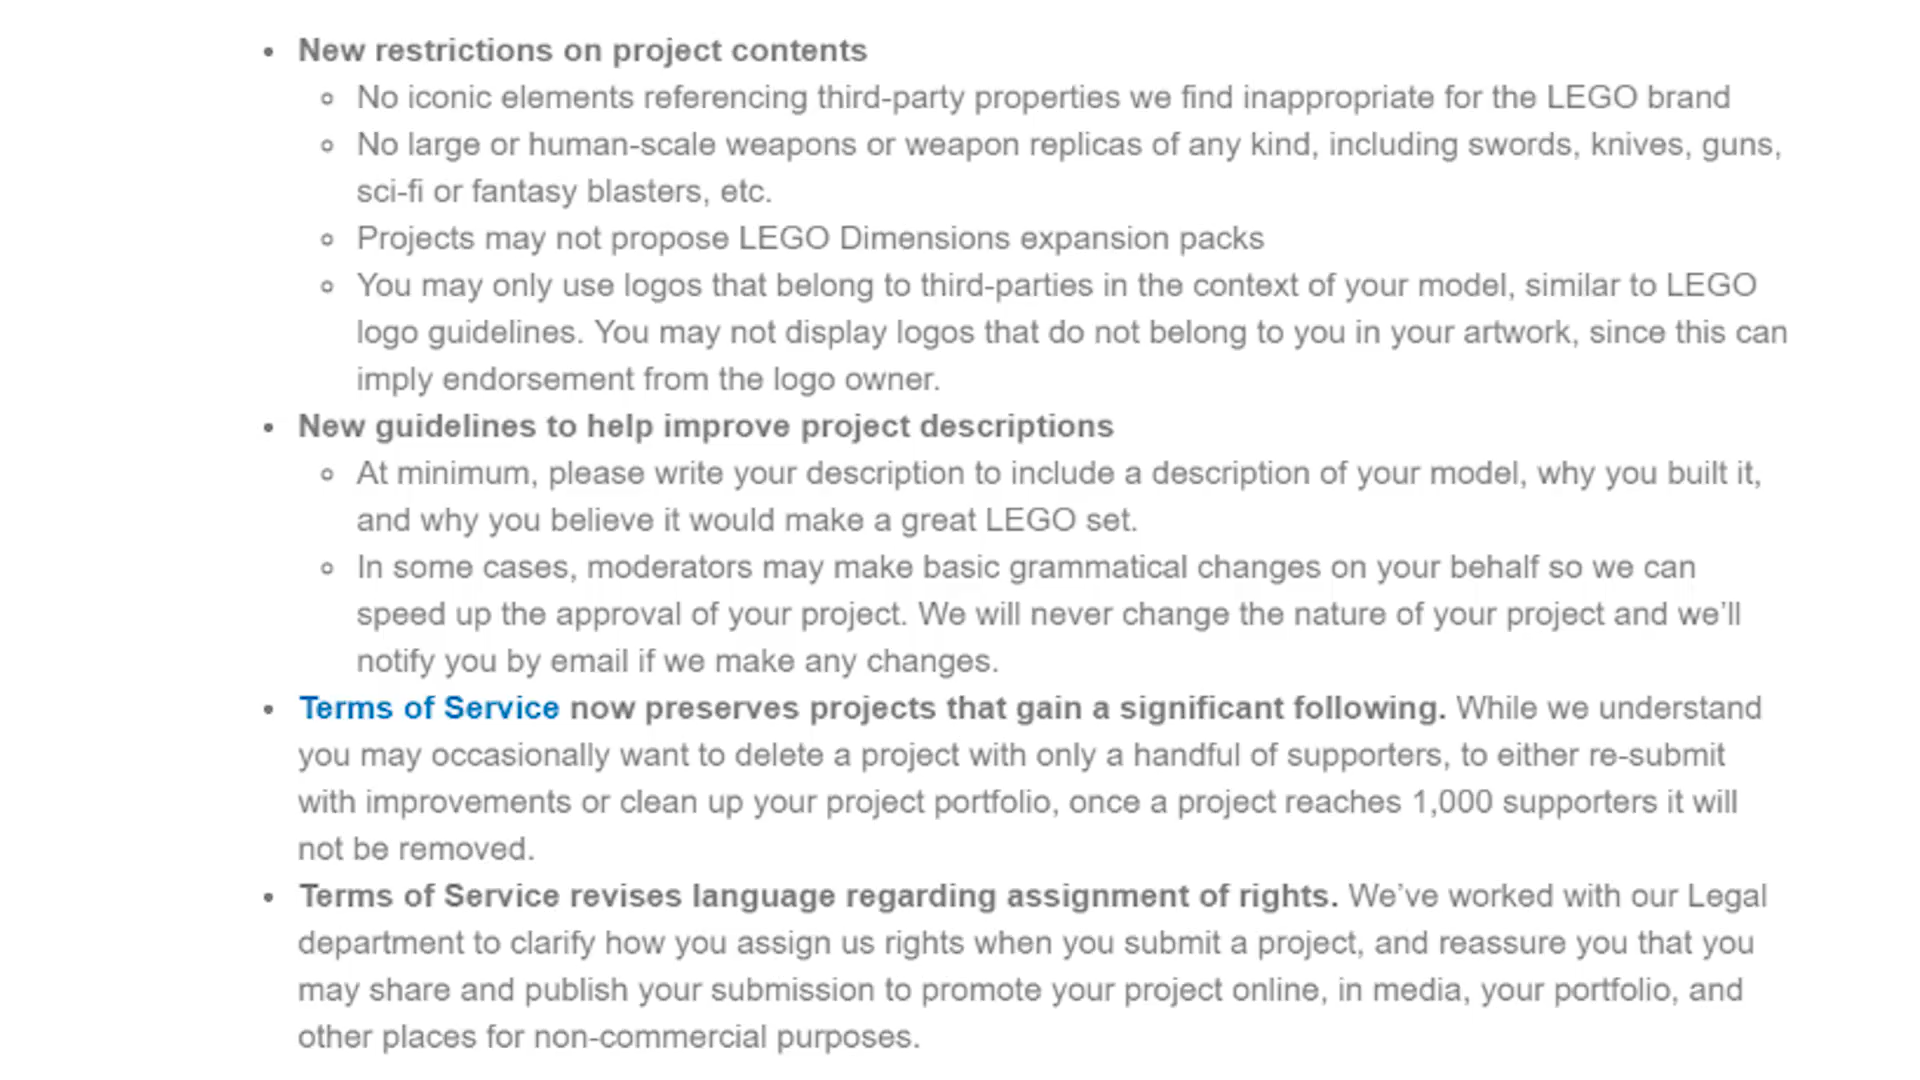 New restrictions on project contents
No iconic elements referencing third-party properties we find inappropriate for the LEGO brand
No large or human-scale weapons or weapon replicas of any kind, including swords, knives, guns,
sci-fi or fantasy blasters, etc.
Projects may not propose LEGO Dimensions expansion packs
You may only use logos that belong to third-parties in the context of your model, similar to LEGO
logo guidelines. You may not display logos that do not belong to you in your artwork, since this can
imply endorsement from the logo owner.
New guidelines to help improve project descriptions
At minimum, please write your description to include a description of your model, why you built it,
and why you believe it would make a great LEGO set.
In some cases, moderators may make basic grammatical changes on your behalf so we can
speed up the approval of your project. We will never change the nature of your project and we’ll
notify you by email if we make any changes.
Terms of Service now preserves projects that gain a significant following. While we understand
you may occasionally want to delete a project with only a handful of supporters, to either re-submit
with improvements or clean up your project portfolio, once a project reaches 1,000 supporters it will
not be removed.
Terms of Service revises language regarding assignment of rights. We’ve worked with our Legal
department to clarify how you assign us rights when you submit a project, and reassure you that you
may share and publish your submission to promote your project online, in media, your portfolio, and
other places for non-commercial purposes.